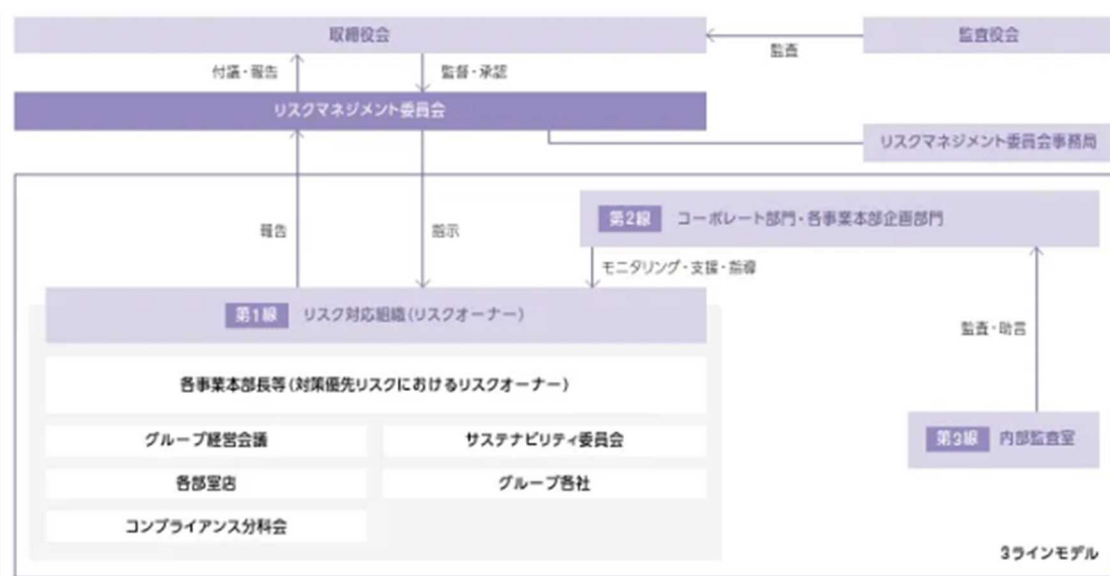 取締役会
監査役会
監査
付議・報告
監督・承認
リスクマネジメント委員会
リスクマネジメント委員会事務局
第2線 コーポレート部門・各事業本部企画部門
報告
指示
モニタリング・支援・指導
第1線 リスク対応組織(リスクオーナー)
監査・助言
各事業本部長等(対策優先リスクにおけるリスクオーナー)
グループ経営会議
サステナビリティ委員会
第3線 内部監査室
各部室店
グループ各社
コンプライアンス分科会
3ラインモデル